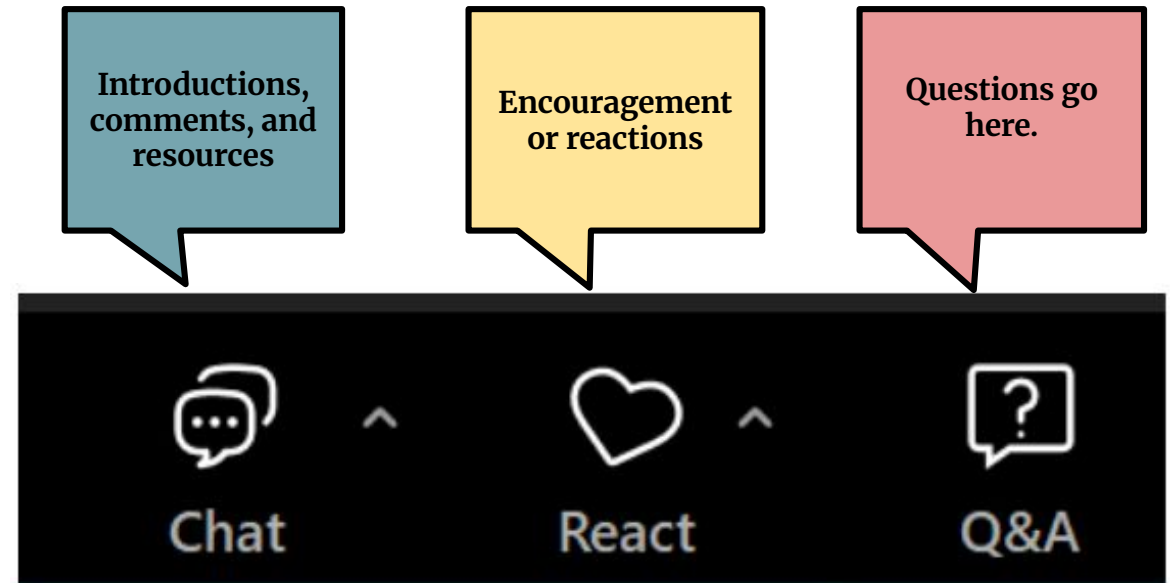 Introductions,
comments, and
resources
Encouragement
or reactions
Questions go
here.
Chat
React
Q&A